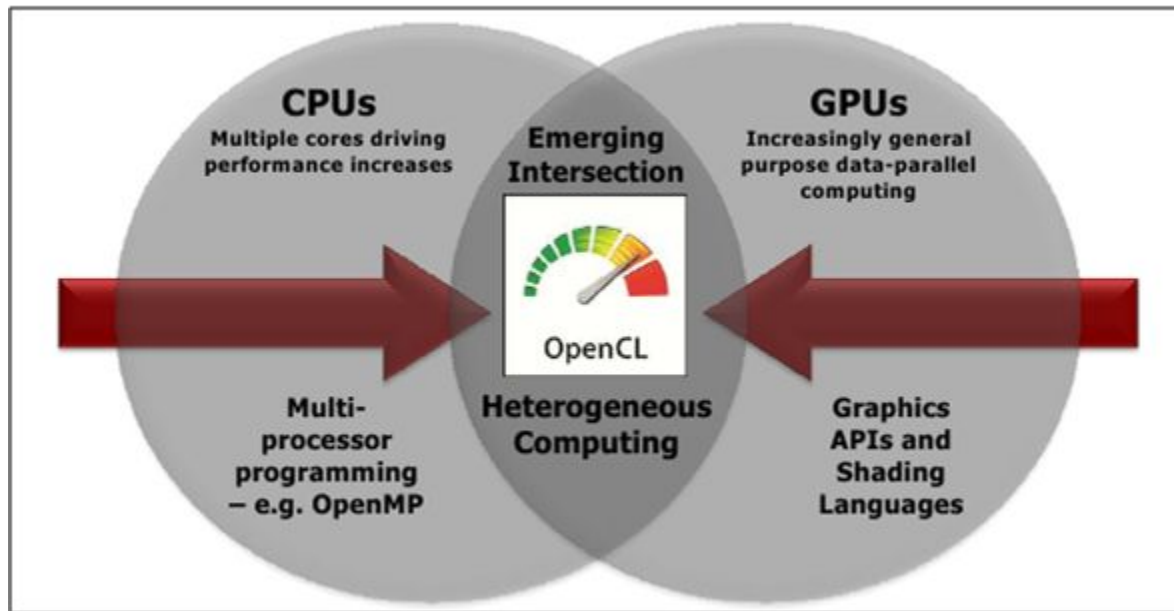 CPUs
Multiple cores driving
performance increases
Emerging
Intersection
GPUs
Increasingly general
purpose data-parallel
computing
OpenCL
Multi-
processor
programming
– e.g. OpenMP
Heterogeneous
Computing
Graphics
APIs and
Shading
Languages